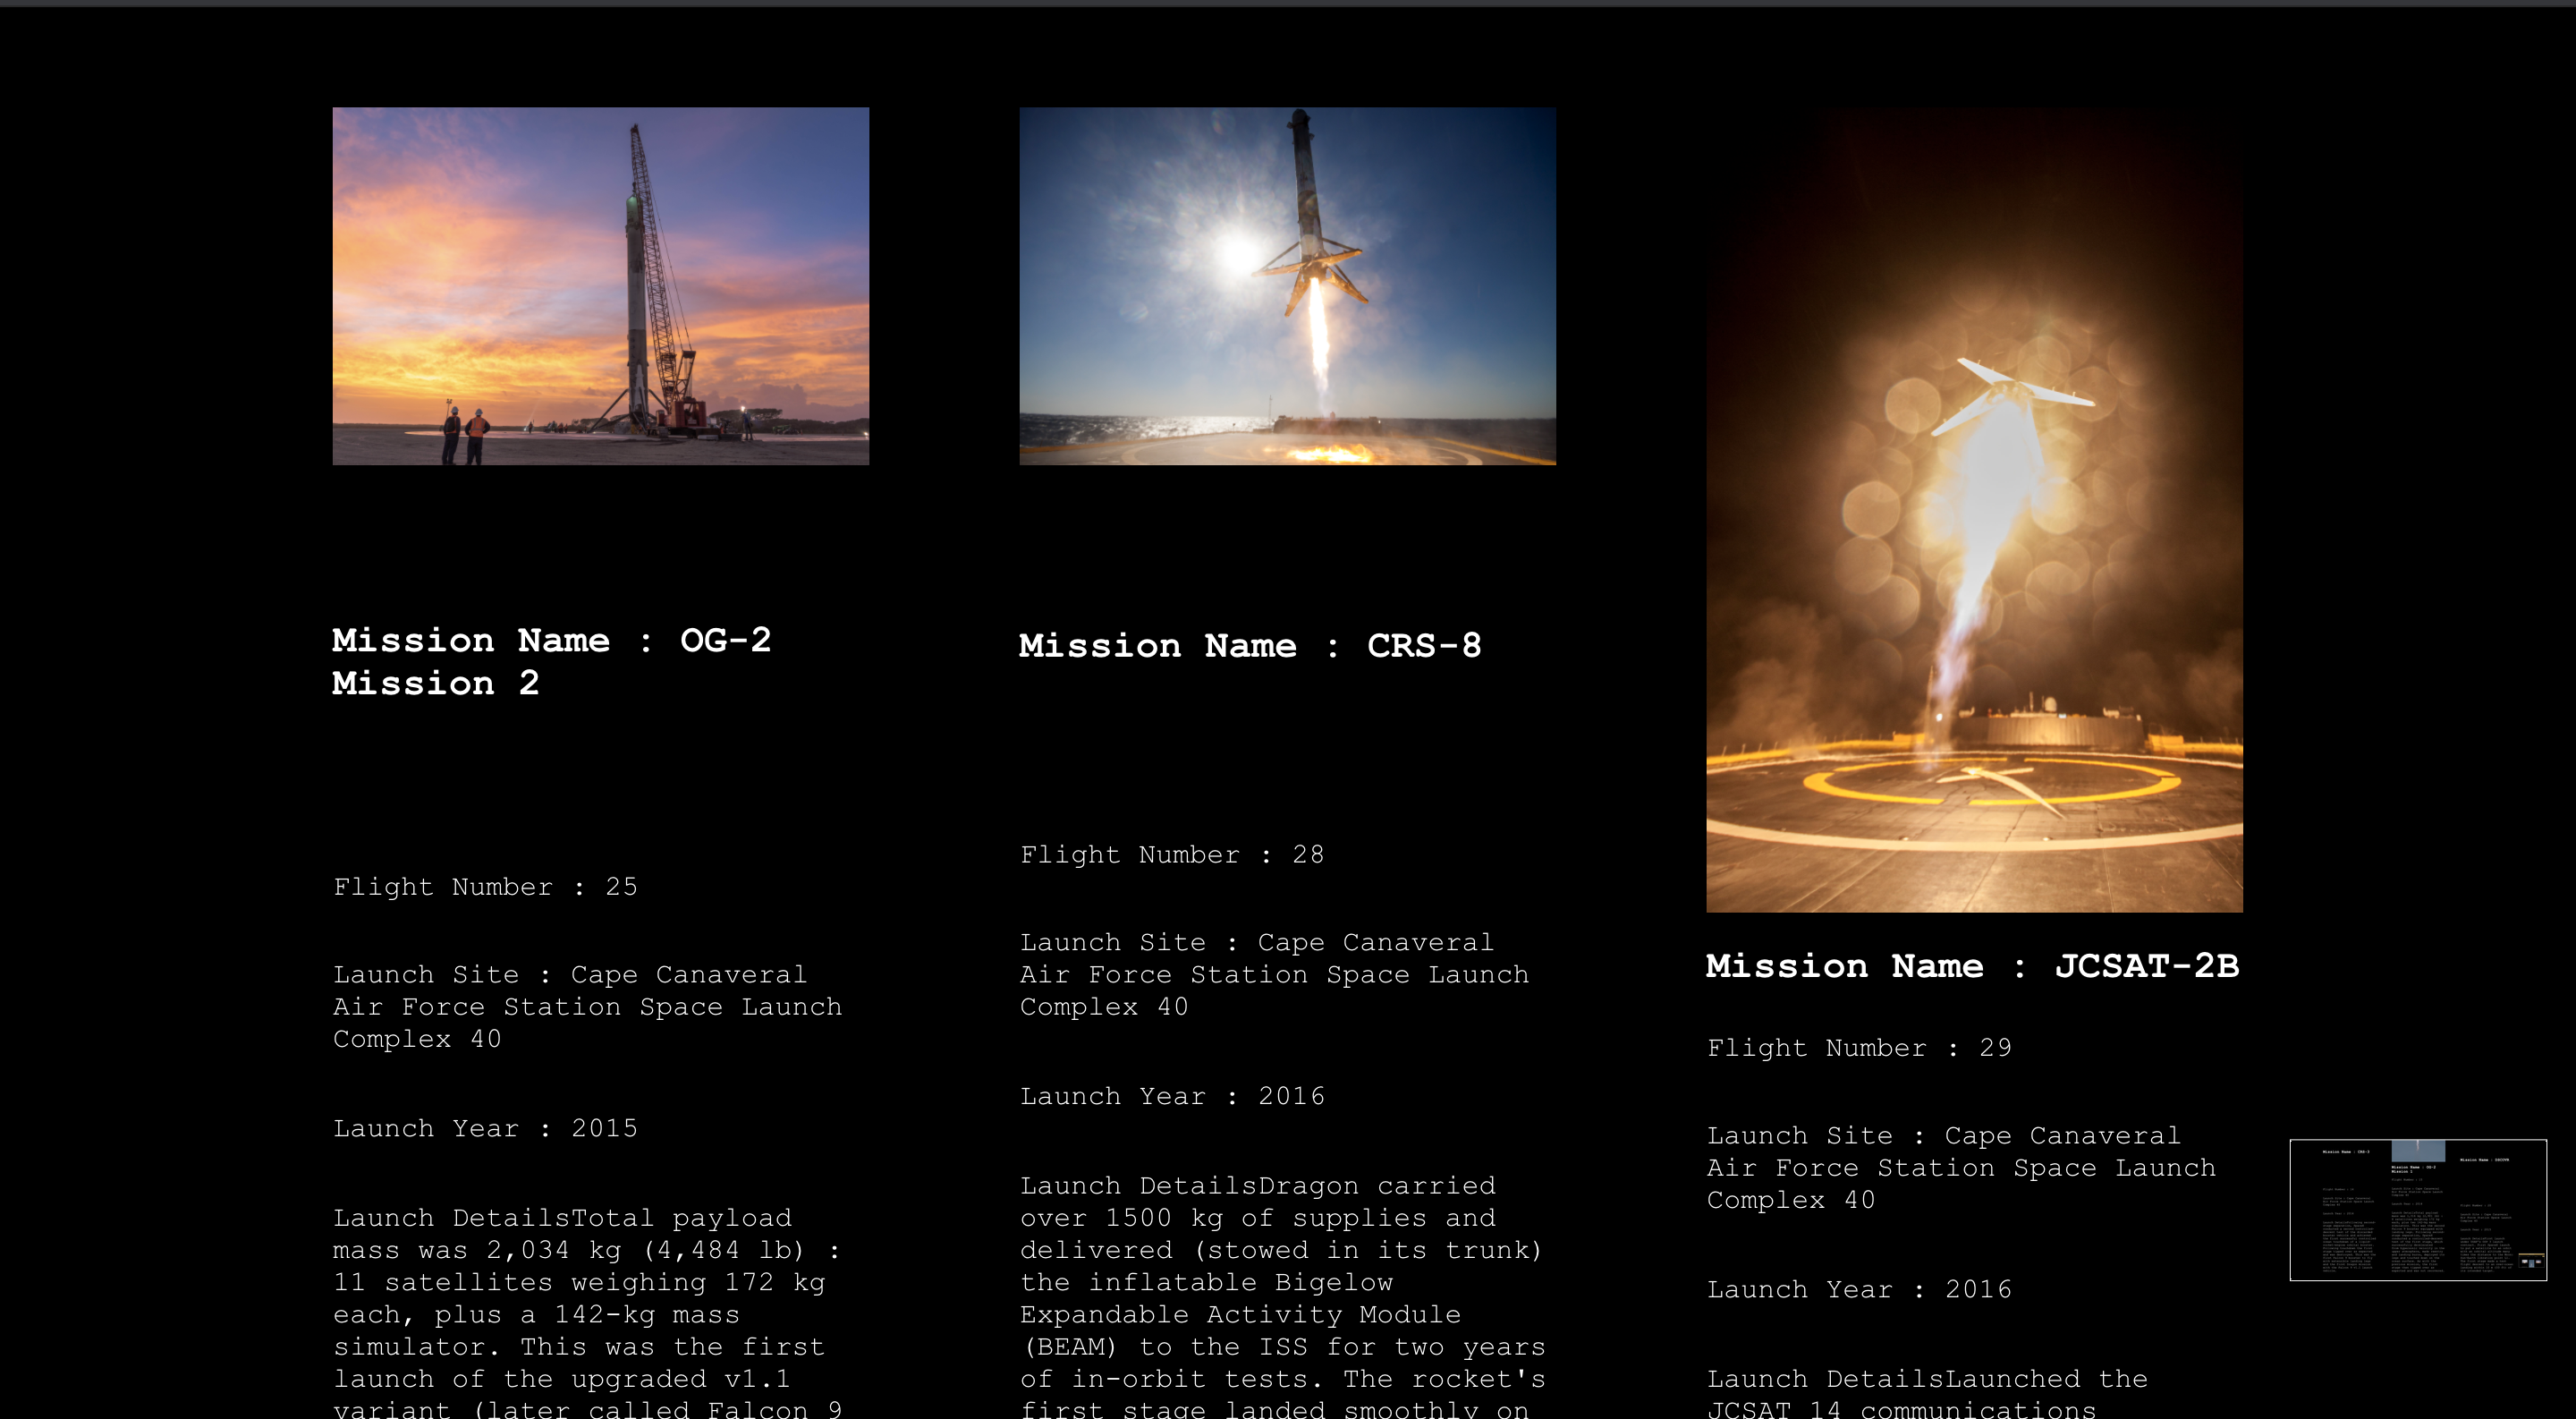 Mission Name : OG-2
Mission 2
Flight Number : 25
Launch Site : Cape Canaveral
Air Force Station Space Launch
Complex 40
Launch Year : 2015
Launch DetailsTotal payload
mass was 2,034 kg (4,484 lb) :
11 satellites weighing 172 kg
each, plus a 142-kg mass
simulator. This was the first
launch of the upgraded v1.1
variant (later called Falcon 9
Mission Name : CRS-8
Flight Number : 28
Launch Site : Cape Canaveral
Air Force Station Space Launch
Complex 40
Launch Year : 2016
Launch DetailsDragon carried
over 1500 kg of supplies and
delivered (stowed in its trunk)
the inflatable Bigelow
Expandable Activity Module
(BEAM) to the ISS for two years
of in-orbit tests. The rocket's
first stage landed smoothly on
Mission Name : JCSAT-2B
Flight Number : 29
Launch Site : Cape Canaveral
Air Force Station Space Launch
Complex 40
Launch Year : 2016
Launch DetailsLaunched the
JCSAT 14 communications